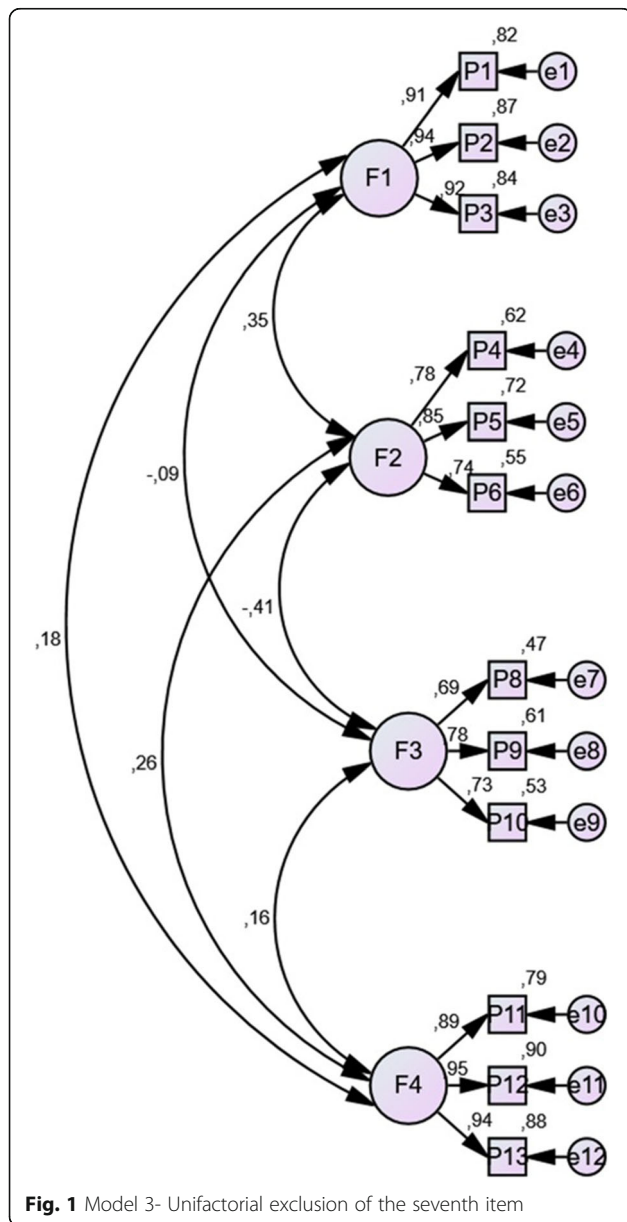 ,82
P1 e1
,91
,87
,94 P2 e2
F1
,84
,92 P3 e3
,35
,62
P4 e4
,78
,72
,85 P5 e5
F2
,55
,74 P6 e6
-,09
-,41
,18
,47
,69 P8 e7
,61
F3 78 P9 e8
,26
,73 ,53
P10 e9
,16
,79
,89 P11 e10
,90
F4 95 P12 e11
,94 ,88
P13 e12
Fig. 1 Model 3- Unifactorial exclusion of the seventh item